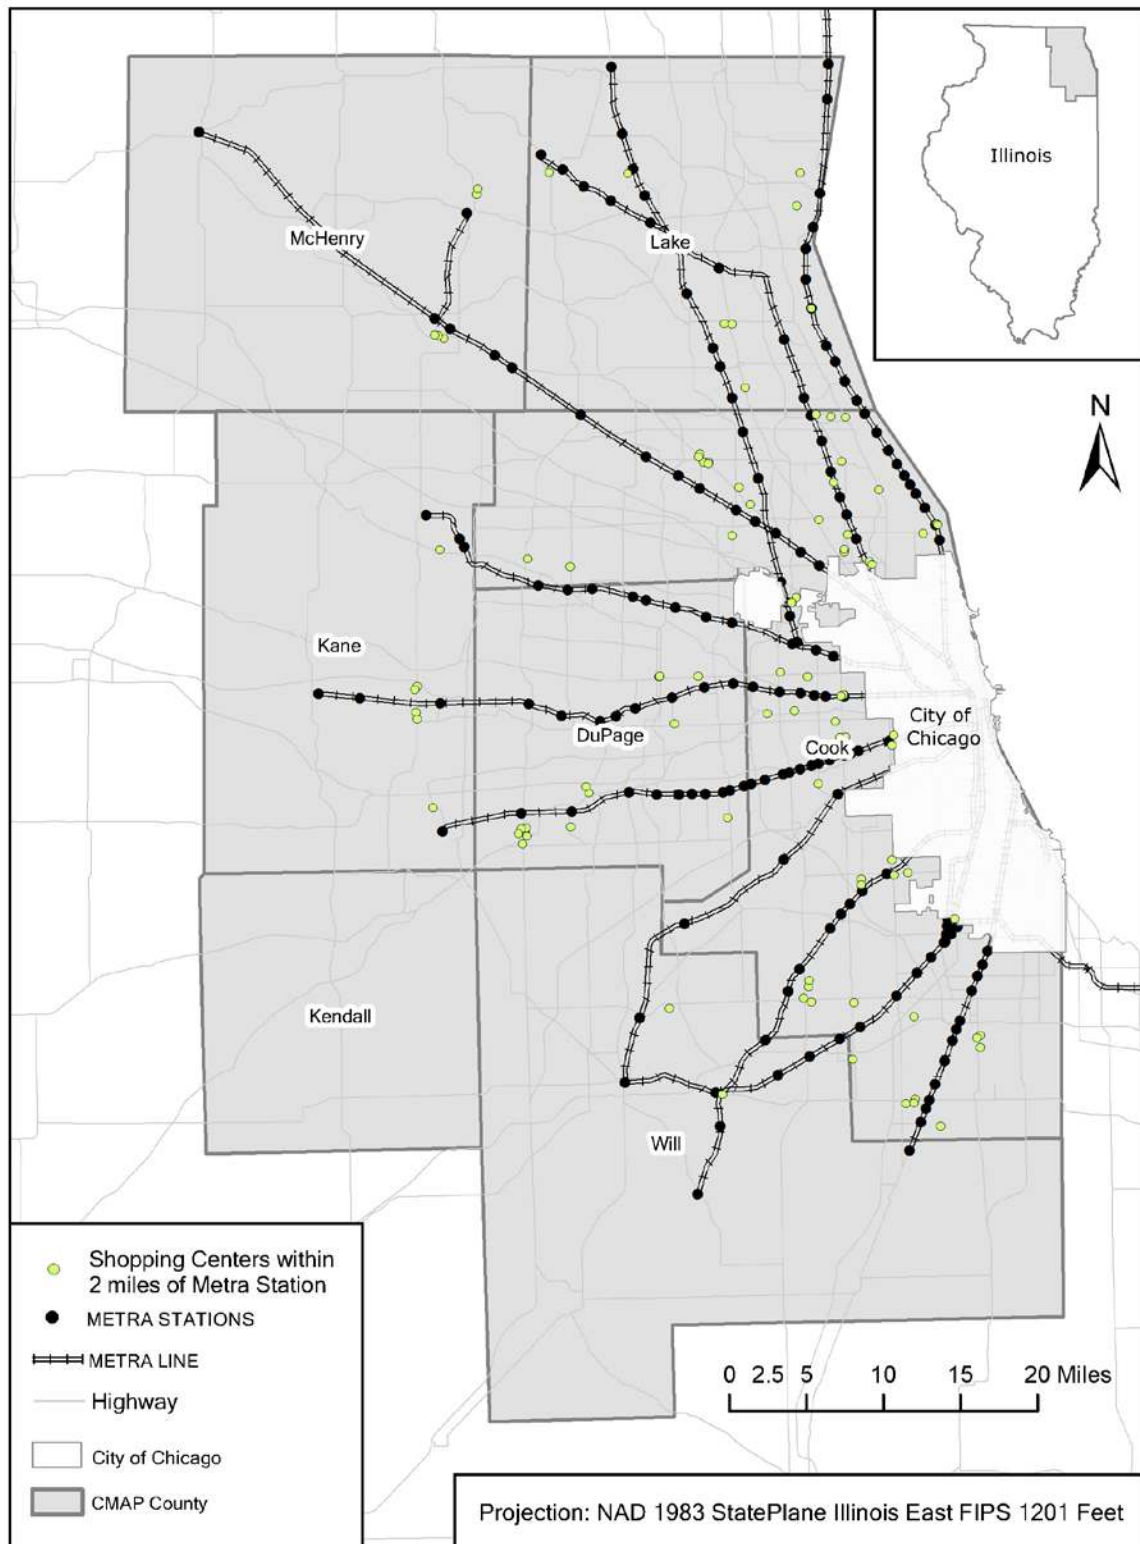 Illinois
McHenry
Lake
N
Kane
City of
Chicago
DuPage
Cook
Kendall
Will
Shopping Centers within
2 miles of Metra Station
METRA STATIONS
METRA LINE
Highway
City of Chicago
CMAP County
0 2.5 5 10 15 20 Miles
Projection: NAD 1983 StatePlane Illinois East FIPS 1201 Feet